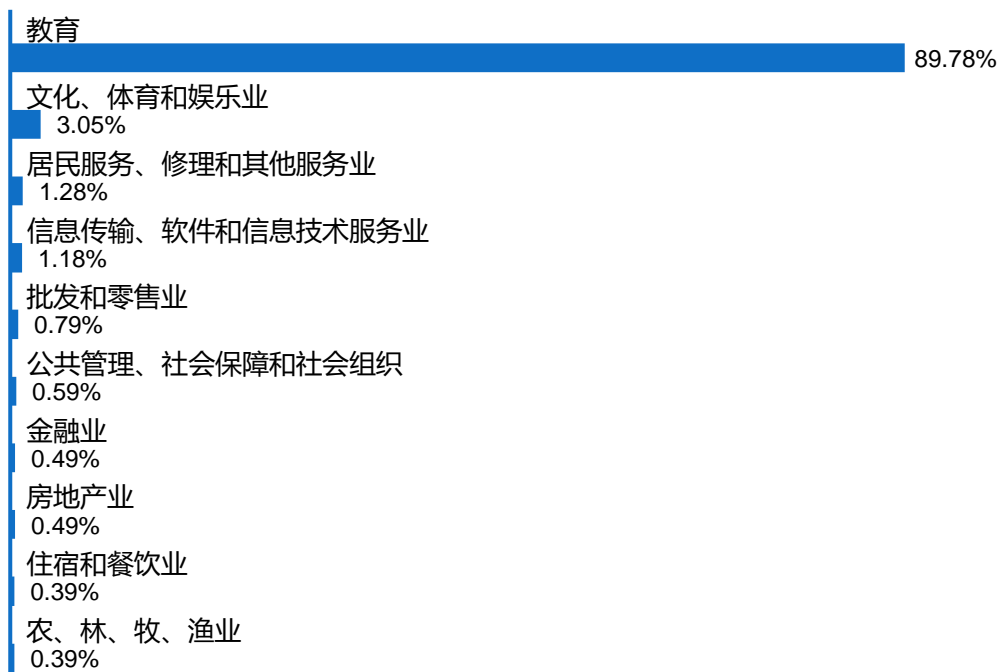 教育
89.78%
文化、体育和娱乐业
3.05%
居民服务、修理和其他服务业
1.28%
信息传输、软件和信息技术服务业
1.18%
批发和零售业
0.79%
公共管理、社会保障和社会组织
0.59%
金融业
0.49%
房地产业
0.49%
住宿和餐饮业
0.39%
农、林、牧、渔业
0.39%